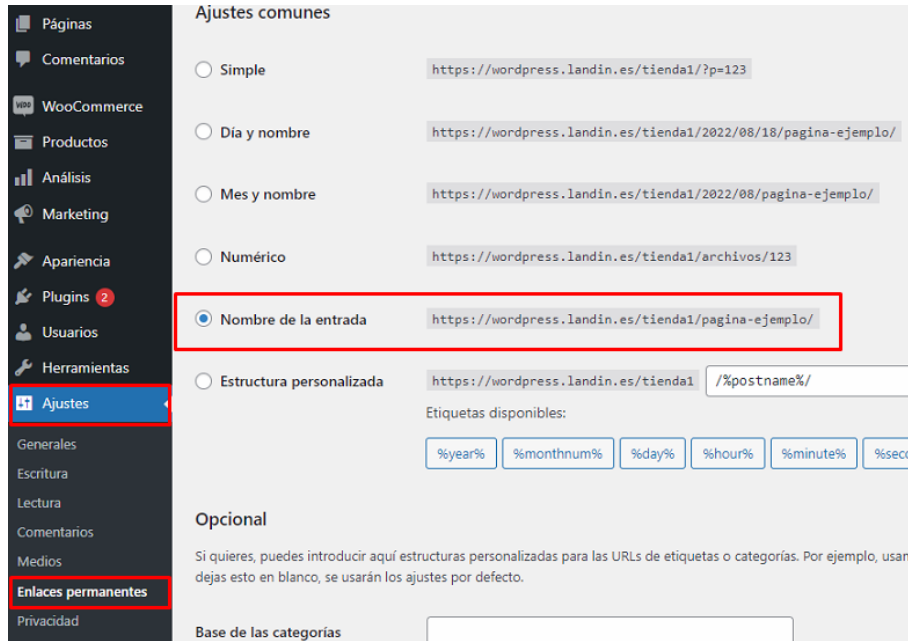 Páginas
Comentarios
WooCommerce
Productos
Análisis
Marketing
Apariencia
Plugins 2
Usuarios
Herramientas
Ajustes
Generales
Escritura
Lectura
Comentarios
Medios
Enlaces permanentes
Privacidad
Ajustes comunes
Simple https://wordpress.landin.es/tienda1/?p=123
Día y nombre https://wordpress.landin.es/tienda1/2022/08/18/pagina-ejemplo/
Mes y nombre https://wordpress.landin.es/tienda1/2022/08/pagina-ejemplo/
Numérico https://wordpress.landin.es/tienda1/archivos/123
Nombre de la entrada https://wordpress.landin.es/tienda1/pagina-ejemplo/
Estructura personalizada https://wordpress.landin.es/tienda1 /%postname%/
Etiquetas disponibles:
%year% %monthnum% %day% %hour% %minute% %seco
Opcional
Si quieres, puedes introducir aquí estructuras personalizadas para las URLs de etiquetas o categorías. Por ejemplo, usan
dejas esto en blanco, se usarán los ajustes por defecto.
Base de las categorías